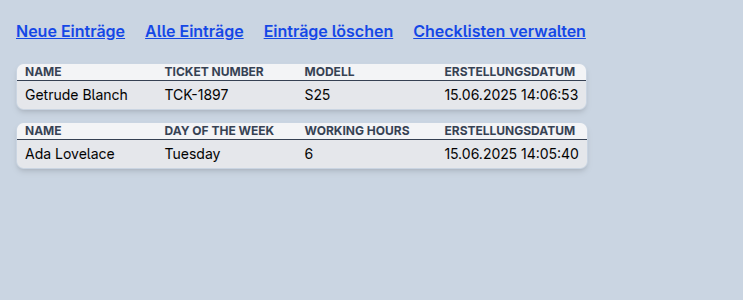 Neue Einträge Alle Einträge Einträge löschen Checklisten verwalten
NAME TICKET NUMBER MODELL ERSTELLUNGSDATUM
Getrude Blanch TCK-1897 S25 15.06.2025 14:06:53
NAME DAY OF THE WEEK WORKING HOURS ERSTELLUNGSDATUM
Ada Lovelace Tuesday 6 15.06.2025 14:05:40